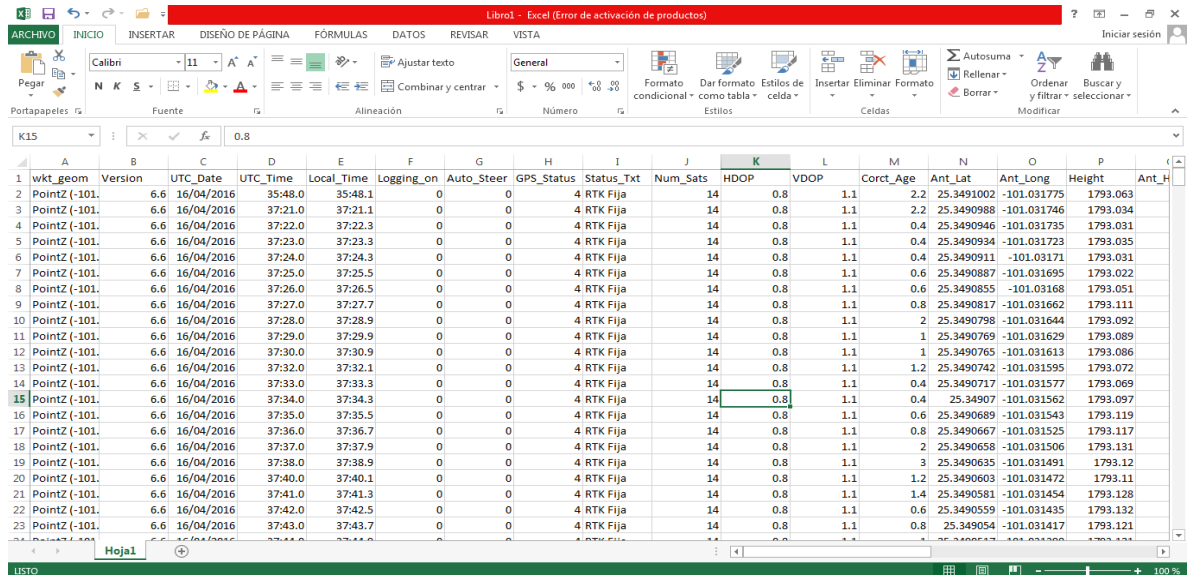 Libro1 - Excel (Error de activación de productos)
ARCHIVO INICIO INSERTAR DISEÑO DE PÁGINA FÓRMULAS DATOS REVISAR VISTA Iniciar sesión
Calibri 11 Ajustar texto General Autosuma
Rellenar
Pegar N K S Combinar y centrar $ % 000 Formato condicional Dar formato como tabla Estilos de celda Insertar Eliminar Formato Borrar Ordenar y filtrar Buscar y seleccionar
Portapapeles Fuente Alineación Número Estilos Celdas Modificar
K15 fx 0.8
A B C D E F G H I J K L M N O P
1 wkt_geom Version UTC_Date UTC_Time Local_Time Logging_on Auto_Steer GPS_Status Status_Txt Num_Sats HDOP VDOP Corct_Age Ant_Lat Ant_Long Height Ant_H
2 PointZ (-101. 6.6 16/04/2016 35:48.0 35:48.1 0 0 4 RTK Fija 14 0.8 1.1 2.2 25.3491002 -101.031775 1793.063
3 PointZ (-101. 6.6 16/04/2016 37:21.0 37:21.1 0 0 4 RTK Fija 14 0.8 1.1 2.2 25.3490988 -101.031746 1793.034
4 PointZ (-101. 6.6 16/04/2016 37:22.0 37:22.3 0 0 4 RTK Fija 14 0.8 1.1 0.4 25.3490946 -101.031735 1793.031
5 PointZ (-101. 6.6 16/04/2016 37:23.0 37:23.3 0 0 4 RTK Fija 14 0.8 1.1 0.4 25.3490934 -101.031723 1793.035
6 PointZ (-101. 6.6 16/04/2016 37:24.0 37:24.3 0 0 4 RTK Fija 14 0.8 1.1 0.4 25.3490911 -101.03171 1793.031
7 PointZ (-101. 6.6 16/04/2016 37:25.0 37:25.5 0 0 4 RTK Fija 14 0.8 1.1 0.6 25.3490887 -101.031695 1793.022
8 PointZ (-101. 6.6 16/04/2016 37:26.0 37:26.5 0 0 4 RTK Fija 14 0.8 1.1 0.6 25.3490855 -101.03168 1793.051
9 PointZ (-101. 6.6 16/04/2016 37:27.0 37:27.7 0 0 4 RTK Fija 14 0.8 1.1 0.8 25.3490817 -101.031662 1793.111
10 PointZ (-101. 6.6 16/04/2016 37:28.0 37:28.9 0 0 4 RTK Fija 14 0.8 1.1 2 25.3490798 -101.031644 1793.092
11 PointZ (-101. 6.6 16/04/2016 37:29.0 37:29.9 0 0 4 RTK Fija 14 0.8 1.1 1 25.3490769 -101.031629 1793.089
12 PointZ (-101. 6.6 16/04/2016 37:30.0 37:30.9 0 0 4 RTK Fija 14 0.8 1.1 1 25.3490765 -101.031613 1793.086
13 PointZ (-101. 6.6 16/04/2016 37:32.0 37:32.1 0 0 4 RTK Fija 14 0.8 1.1 1.2 25.3490742 -101.031595 1793.072
14 PointZ (-101. 6.6 16/04/2016 37:33.0 37:33.3 0 0 4 RTK Fija 14 0.8 1.1 0.4 25.3490717 -101.031577 1793.069
15 PointZ (-101. 6.6 16/04/2016 37:34.0 37:34.3 0 0 4 RTK Fija 14 0.8 1.1 0.4 25.34907 -101.031562 1793.097
16 PointZ (-101. 6.6 16/04/2016 37:35.0 37:35.5 0 0 4 RTK Fija 14 0.8 1.1 0.6 25.3490689 -101.031543 1793.119
17 PointZ (-101. 6.6 16/04/2016 37:36.0 37:36.7 0 0 4 RTK Fija 14 0.8 1.1 0.8 25.3490667 -101.031525 1793.117
18 PointZ (-101. 6.6 16/04/2016 37:37.0 37:37.9 0 0 4 RTK Fija 14 0.8 1.1 2 25.3490658 -101.031506 1793.131
19 PointZ (-101. 6.6 16/04/2016 37:38.0 37:38.9 0 0 4 RTK Fija 14 0.8 1.1 3 25.3490635 -101.031491 1793.12
20 PointZ (-101. 6.6 16/04/2016 37:40.0 37:40.1 0 0 4 RTK Fija 14 0.8 1.1 1.2 25.3490603 -101.031472 1793.11
21 PointZ (-101. 6.6 16/04/2016 37:41.0 37:41.3 0 0 4 RTK Fija 14 0.8 1.1 1.4 25.3490581 -101.031454 1793.128
22 PointZ (-101. 6.6 16/04/2016 37:42.0 37:42.5 0 0 4 RTK Fija 14 0.8 1.1 0.6 25.3490559 -101.031435 1793.132
23 PointZ (-101. 6.6 16/04/2016 37:43.0 37:43.7 0 0 4 RTK Fija 14 0.8 1.1 0.8 25.349054 -101.031417 1793.121
Hoja1
LISTO 100 %